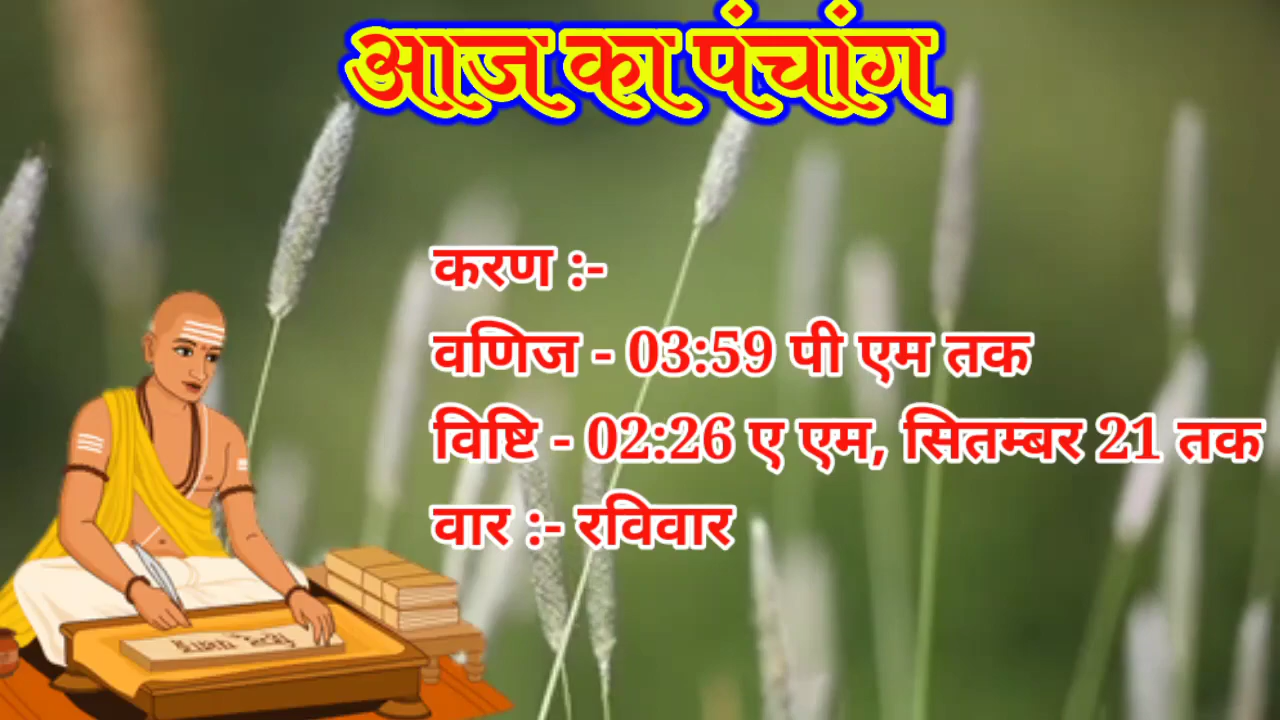 आज का पंचांग
करण :-
वणिज - 03:59 पी एम तक
विष्टि - 02:26 ए एम, सितम्बर 21 तक
वार :- रविवार